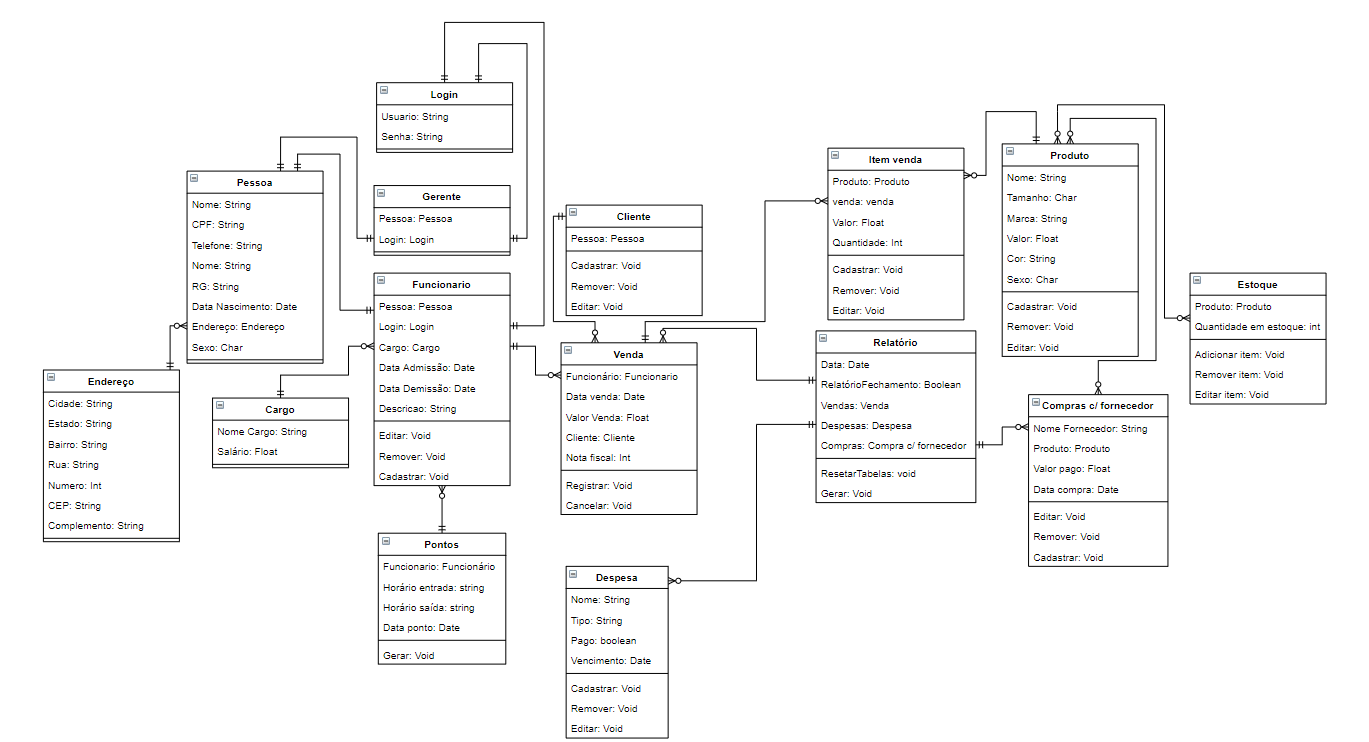 Login
Usuario: String
Senha: String
Pessoa
Nome: String
CPF: String
Telefone: String
Nome: String
RG: String
Data Nascimento: Date
Endereço: Endereço
Sexo: Char
Gerente
Pessoa: Pessoa
Login: Login
Cliente
Pessoa: Pessoa
Cadastrar: Void
Remover: Void
Editar: Void
Item venda
Produto: Produto
venda: venda
Valor: Float
Quantidade: Int
Cadastrar: Void
Remover: Void
Editar: Void
Produto
Nome: String
Tamanho: Char
Marca: String
Valor: Float
Cor: String
Sexo: Char
Cadastrar: Void
Remover: Void
Editar: Void
Estoque
Produto: Produto
Quantidade em estoque: int
Adicionar item: Void
Remover item: Void
Editar item: Void
Funcionario
Pessoa: Pessoa
Login: Login
Cargo: Cargo
Data Admissão: Date
Data Demissão: Date
Descricao: String
Editar: Void
Remover: Void
Cadastrar: Void
Venda
Funcionário: Funcionario
Data venda: Date
Valor Venda: Float
Cliente: Cliente
Nota fiscal: Int
Registrar: Void
Cancelar: Void
Relatório
Data: Date
RelatórioFechamento: Boolean
Vendas: Venda
Despesas: Despesa
Compras: Compra c/ fornecedor
ResetarTabelas: void
Gerar: Void
Compras c/ fornecedor
Nome Fornecedor: String
Produto: Produto
Valor pago: Float
Data compra: Date
Editar: Void
Remover: Void
Cadastrar: Void
Endereço
Cidade: String
Estado: String
Bairro: String
Rua: String
Numero: Int
CEP: String
Complemento: String
Cargo
Nome Cargo: String
Salário: Float
Pontos
Funcionario: Funcionário
Horário entrada: string
Horário saída: string
Data ponto: Date
Gerar: Void
Despesa
Nome: String
Tipo: String
Pago: boolean
Vencimento: Date
Cadastrar: Void
Remover: Void
Editar: Void